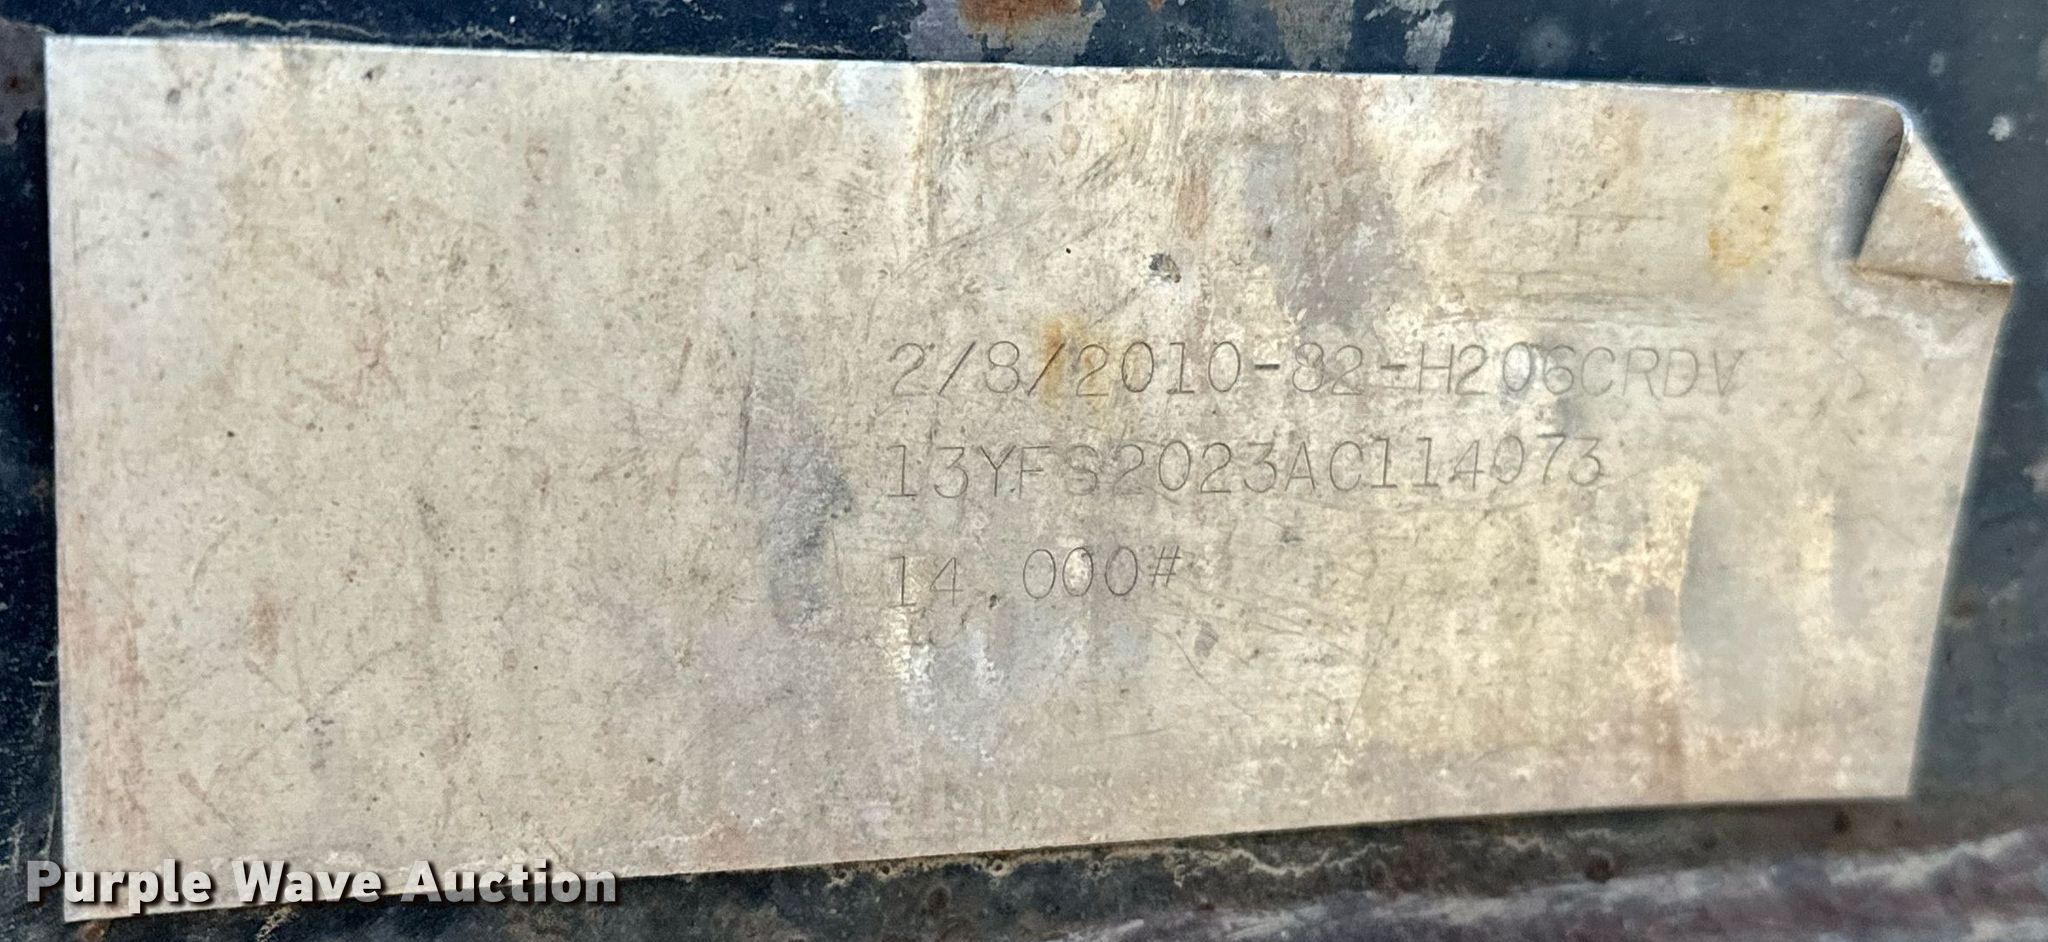 2/8/2010-82-H206CRDV
13YFS2023AC114073
14,000#
Purple Wave Auction